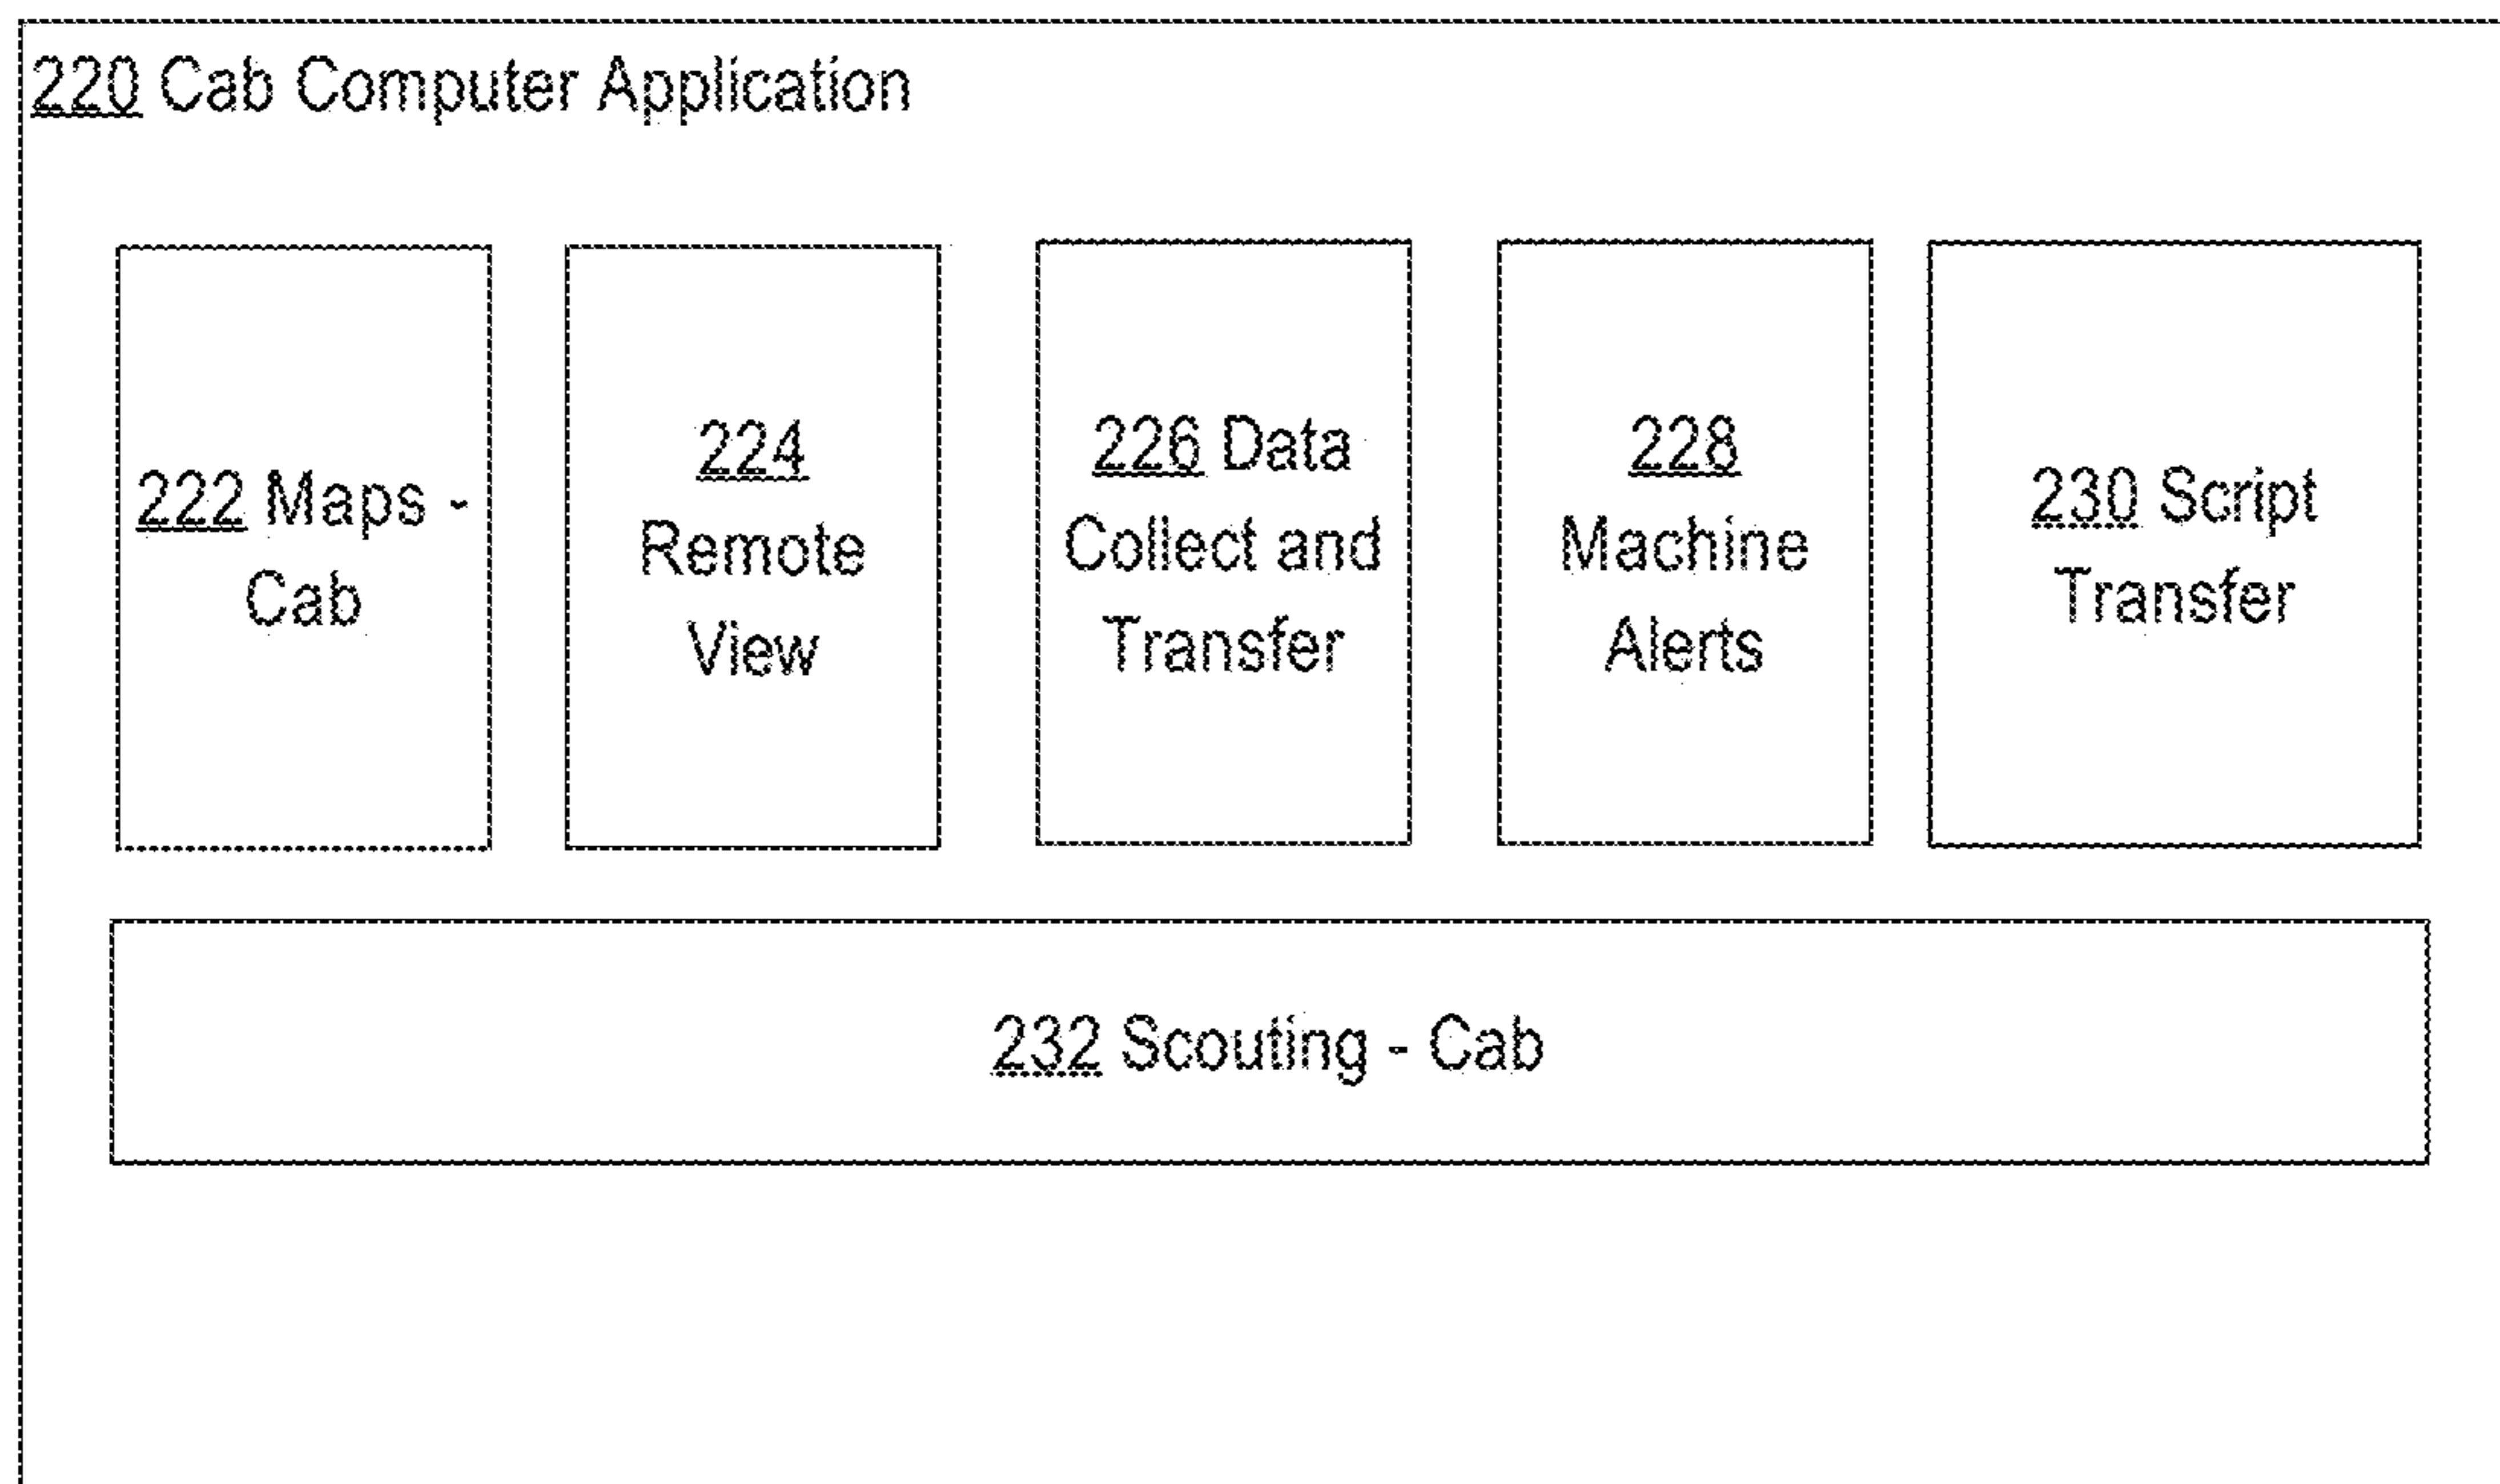 220 Cab Computer Application
222 Maps -
Cab
224
Remote
View
226 Data
Collect and
Transfer
228
Machine
Alerts
230 Script
Transfer
232 Scouting - Cab